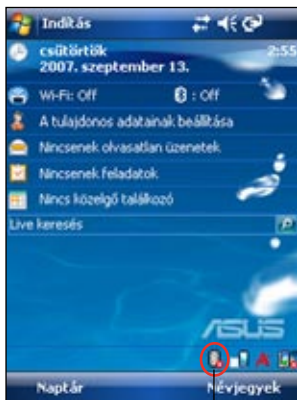 Indítás
csütörtök 2:55
2007. szeptember 13.
Wi-Fi: Off : Off
A tulajdonos adatainak beállítása
Nincsenek olvasatlan üzenetek
Nincsenek feladatok
Nincs közelgő találkozó
Live keresés
ASUS
A
Naptár Névjegyek